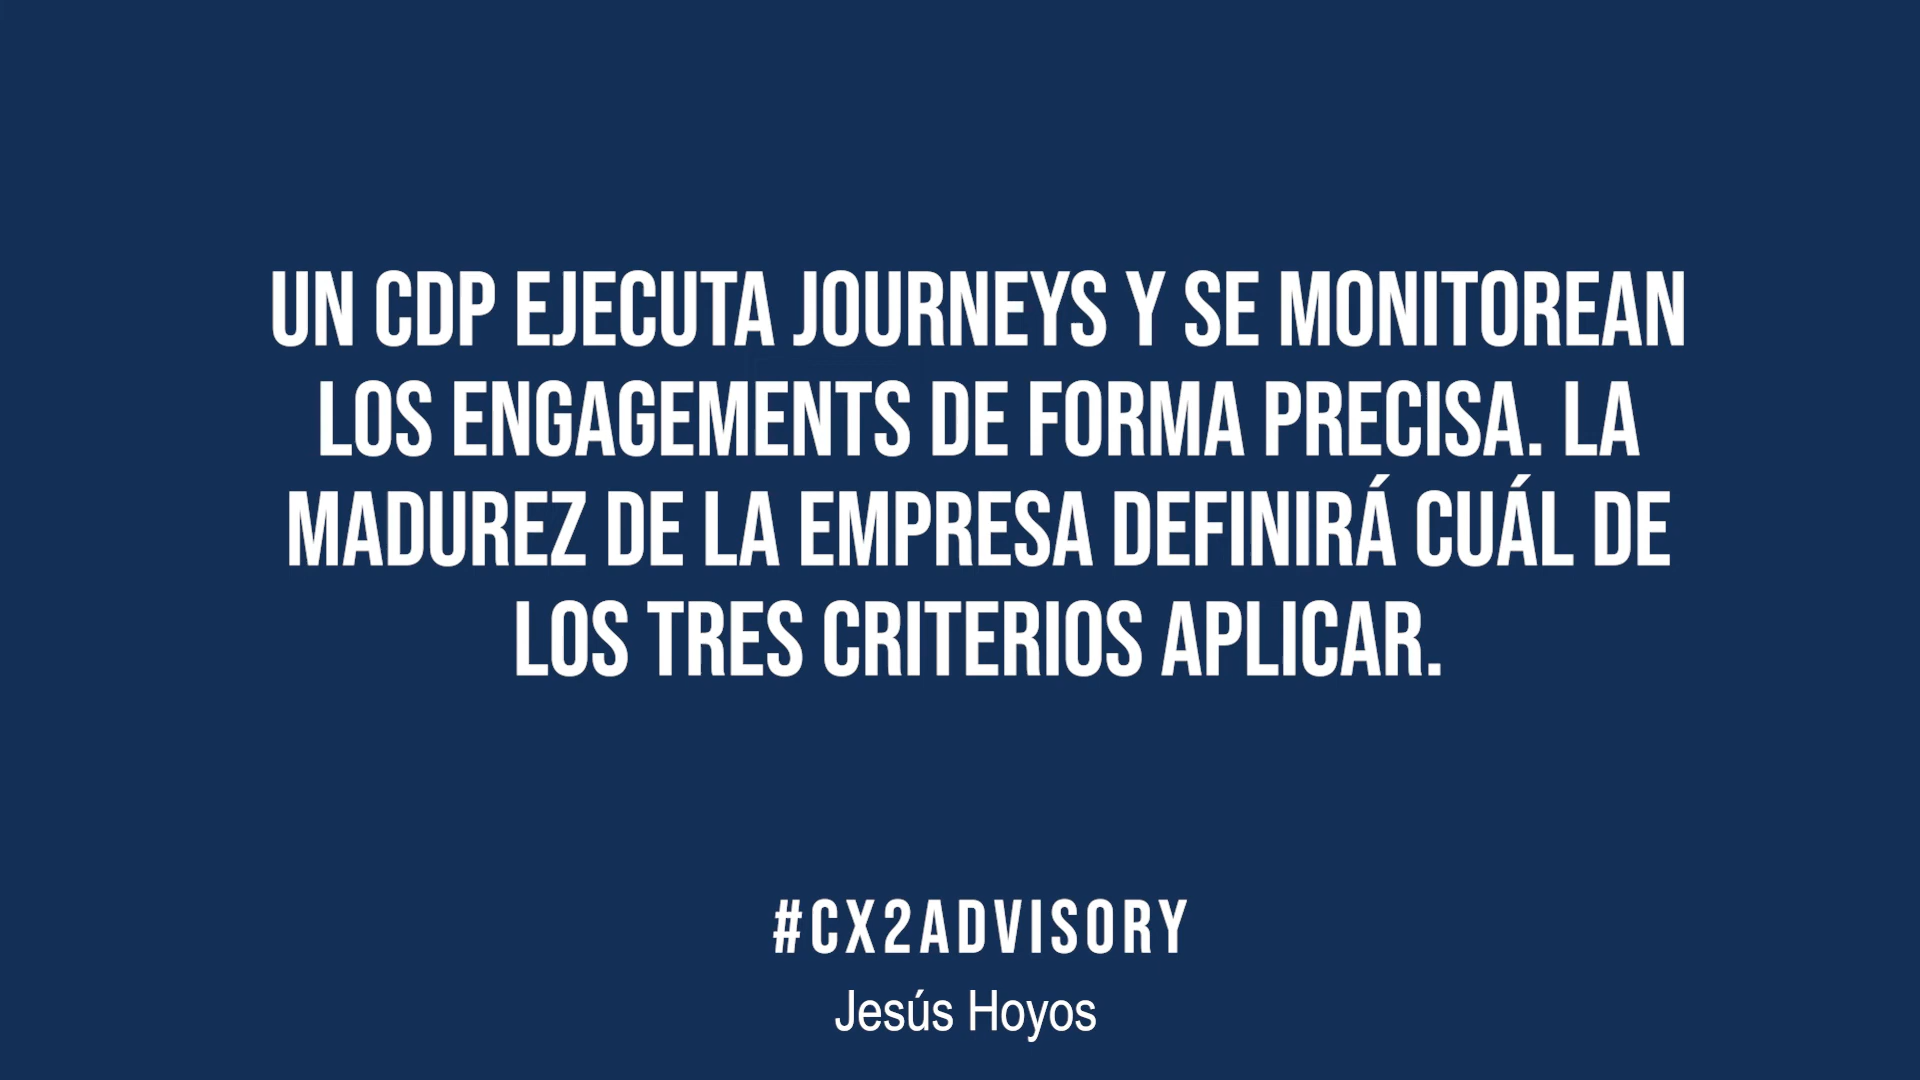 UN CDP EJECUTA JOURNEYS Y SE MONITOREAN
LOS ENGAGEMENTS DE FORMA PRECISA. LA
MADUREZ DE LA EMPRESA DEFINIRÁ CUÁL DE
LOS TRES CRITERIOS APLICAR.
#CX2ADVISORY
Jesús Hoyos